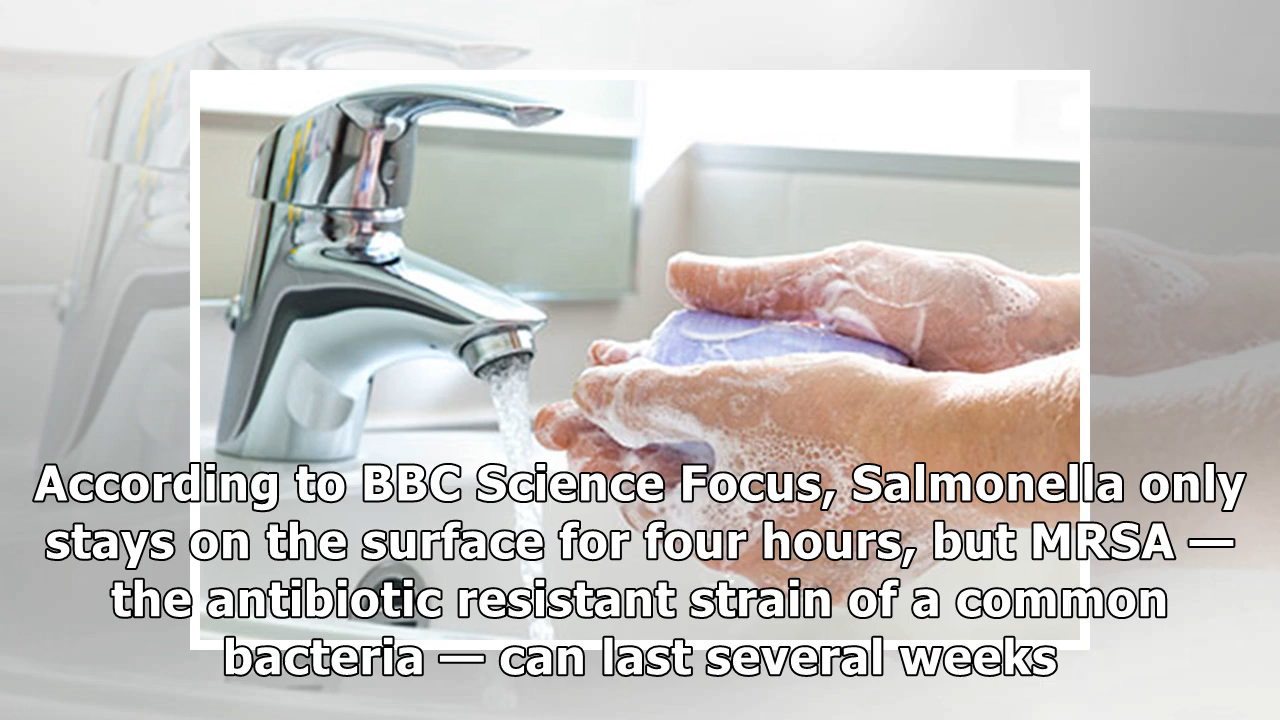 According to BBC Science Focus, Salmonella only
stays on the surface for four hours, but MRSA —
the antibiotic resistant strain of a common
bacteria — can last several weeks